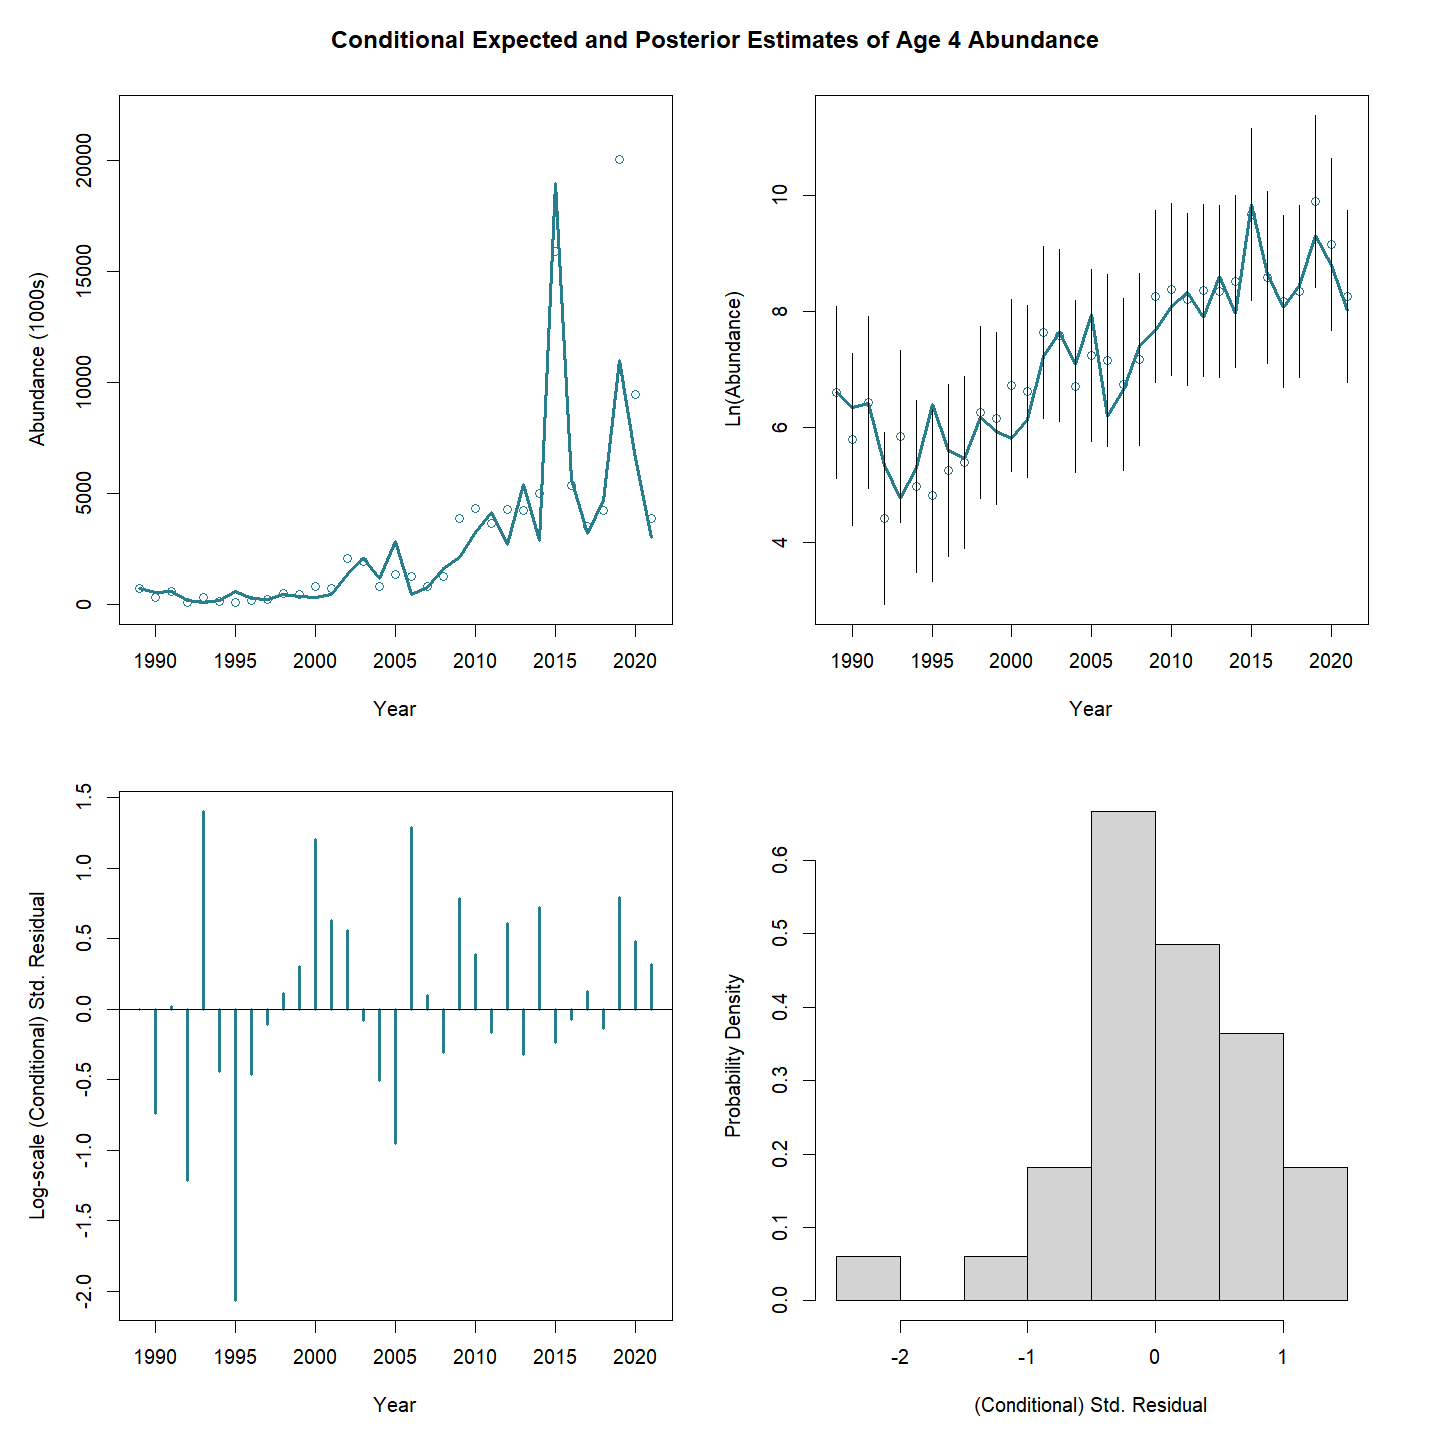 Conditional Expected and Posterior Estimates of Age 4 Abundance
Abundance (1000s)
20000
15000
10000
5000
0
1990 1995 2000 2005 2010 2015 2020
Year
Ln(Abundance)
10
8
6
4
1990 1995 2000 2005 2010 2015 2020
Year
Log-scale (Conditional) Std. Residual
1.5
1.0
0.5
0.0
-0.5
-1.0
-1.5
-2.0
1990 1995 2000 2005 2010 2015 2020
Year
Probability Density
0.6
0.5
0.4
0.3
0.2
0.1
0.0
-2 -1 0 1
(Conditional) Std. Residual